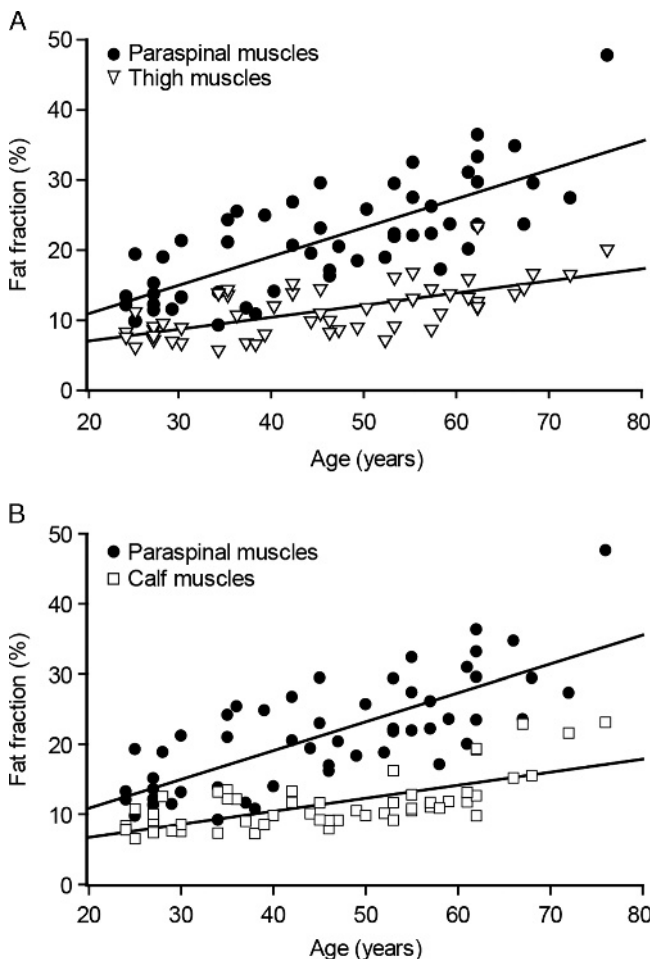 A
50
Paraspinal muscles
Thigh muscles
40
30
20
10
0
Fat fraction (%)
20 30 40 50 60 70 80
Age (years)
B
50
Paraspinal muscles
Calf muscles
40
30
20
10
0
Fat fraction (%)
20 30 40 50 60 70 80
Age (years)